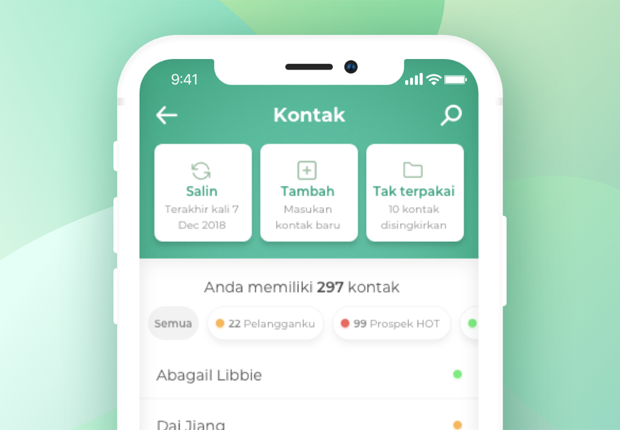 9:41
Kontak
Salin
Terakhir kali 7
Dec 2018
Tambah
Masukan
kontak baru
Tak terpakai
10 kontak
disingkirkan
Anda memiliki 297 kontak
Semua
22 Pelangganku
99 Prospek HOT
Abagail Libbie
Dai Jiang